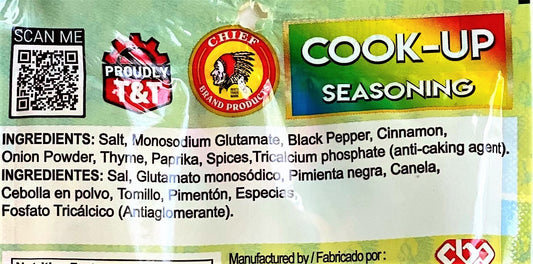 SCAN ME
PROUDLY
T&T
CHIEF
BRAND PRODUCTS
COOK-UP
SEASONING
INGREDIENTS: Salt, Monosodium Glutamate, Black Pepper, Cinnamon,
Onion Powder, Thyme, Paprika, Spices,Tricalcium phosphate (anti-caking agent).
INGREDIENTES: Sal, Glutamato monosódico, Pimienta negra, Canela,
Cebolla en polvo, Tomillo, Pimentón, Especias,
Fosfato Tricálcico (Antiaglomerante).
Manufactured by / Fabricado por :